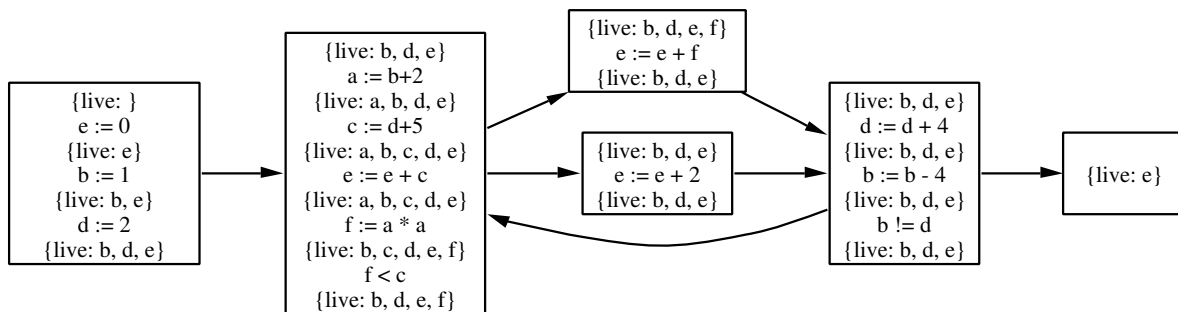 {live: }
e := 0
{live: e}
b := 1
{live: b, e}
d := 2
{live: b, d, e}
{live: b, d, e}
a := b+2
{live: a, b, d, e}
c := d+5
{live: a, b, c, d, e}
e := e + c
{live: a, b, c, d, e}
f := a * a
{live: b, c, d, e, f}
f < c
{live: b, d, e, f}
{live: b, d, e, f}
e := e + f
{live: b, d, e}
{live: b, d, e}
e := e + 2
{live: b, d, e}
{live: b, d, e}
d := d + 4
{live: b, d, e}
b := b - 4
{live: b, d, e}
b != d
{live: b, d, e}
{live: e}